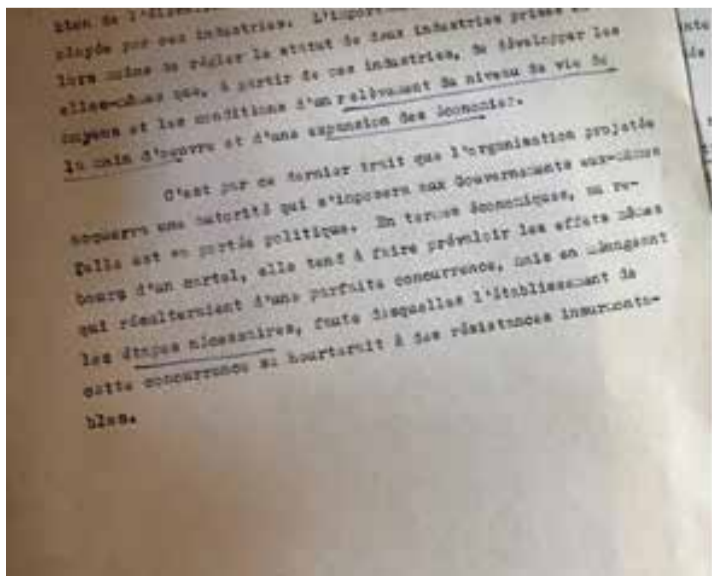 ployée par ces industries. L'importance
lors moins de régler le statut de deux industries prises en
elles-mêmes que, à partir de ces industries, de développer les
moyens et les conditions d'un relèvement du niveau de vie de
la main d'oeuvre et d'une expansion des économies.
C'est par ce dernier trait que l'organisation projetée
acquerra une autorité qui s'imposera aux Gouvernements eux-mêmes
Telle est sa portée politique. En termes économiques, au re-
bours d'un cartel, elle tend à faire prévaloir les effets mêmes
qui résulteraient d'une parfaite concurrence, mais en ménageant
les étapes nécessaires, faute desquelles l'établissement de
cette concurrence se heurterait à des résistances insurmonta-
bles.